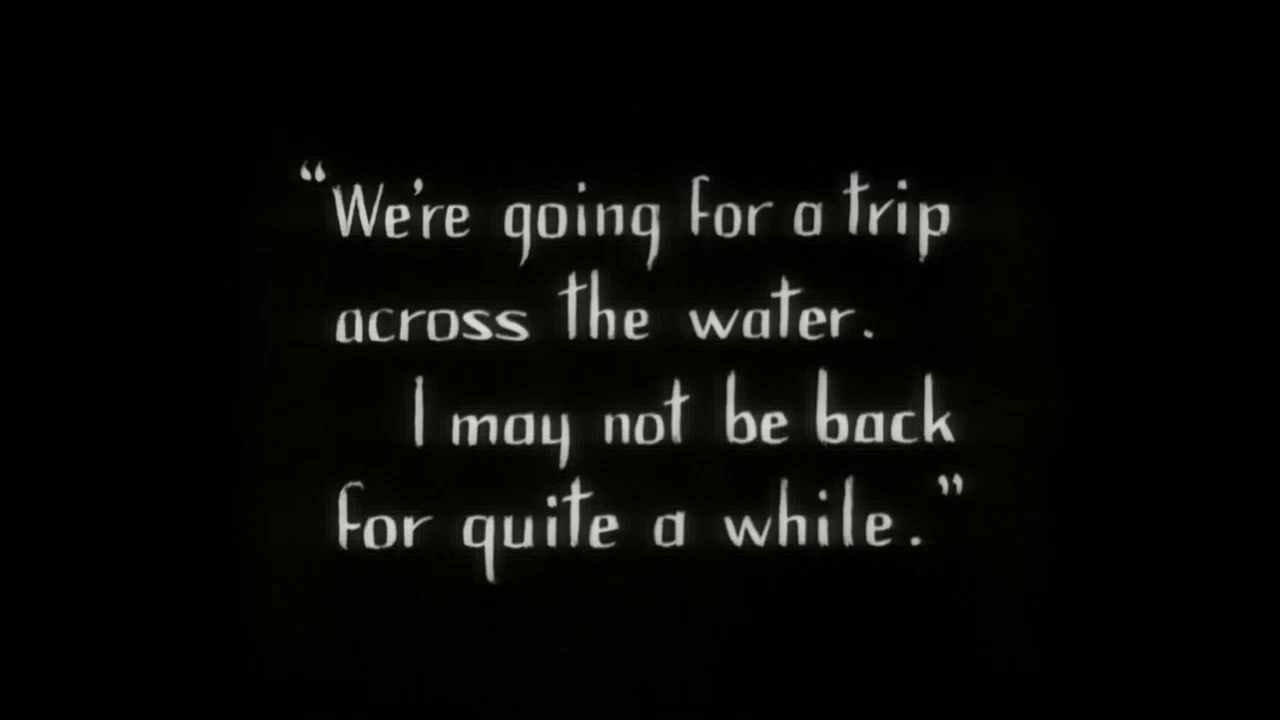 “We’re going for a trip
across the water.
I may not be back
for quite a while.”